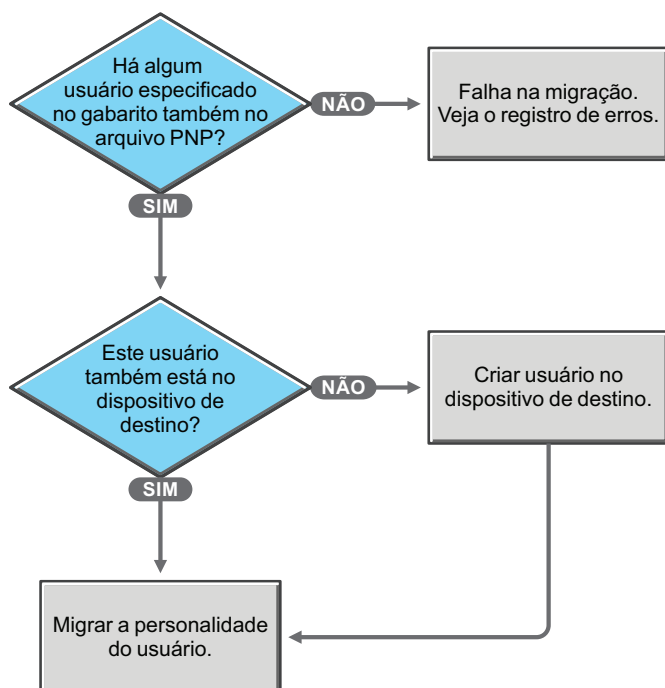 Há algum
usuário especificado
no gabarito também no
arquivo PNP?
NÃO
Falha na migração.
Veja o registro de erros.
SIM
Este usuário
também está no
dispositivo de
destino?
NÃO
Criar usuário no
dispositivo de destino.
SIM
Migrar a personalidade
do usuário.